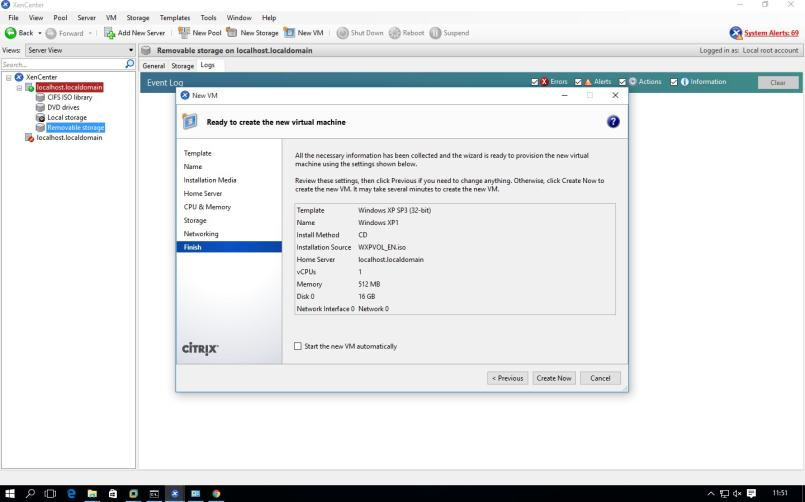 XenCenter
File View Pool Server VM Storage Templates Tools Window Help
Back Forward Add New Server New Pool New Storage New VM Shut Down Reboot Suspend System Alerts: 69
Views: Server View Removable storage on localhost.localdomain Logged in as: Local root account
Search... General Storage Logs
XenCenter
localhost.localdomain
CIFS ISO library
DVD drives
Local storage
Removable storage
localhost.localdomain
Event Log Errors Alerts Actions Information Clear
New VM
Ready to create the new virtual machine
Template
Name
Installation Media
Home Server
CPU & Memory
Storage
Networking
Finish
CİTRIX
All the necessary information has been collected and the wizard is ready to provision the new virtual
machine using the settings shown below.
Review these settings, then click Previous if you need to change anything. Otherwise, click Create Now to
create the new VM. It may take several minutes to create the new VM.
Template Windows XP SP3 (32-bit)
Name Windows XP1
Install Method CD
Installation Source WXPVOL_EN.iso
Home Server localhost.localdomain
vCPUs 1
Memory 512 MB
Disk 0 16 GB
Network Interface 0 Network 0
Start the new VM automatically
< Previous Create Now Cancel
11:51